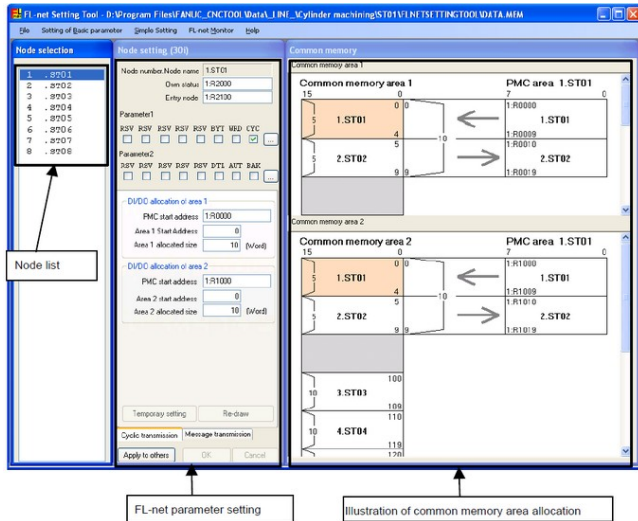 FL-net Setting Tool - D:\Program Files\FANUC_CNCTOOL\Data\_LINE_\Cylinder machining\ST01\FLNETSETTINGTOOL\DATA.MEM
File Setting of Basic parameter Simple Setting FL-net Montor Help
Node selection
1 .ST01
2 .ST02
3 .ST03
4 .ST04
5 .ST05
6 .ST06
7 .ST07
8 .ST08
Node list
Node setting (30i)
Node number.Node name 1.ST01
Own status 1:R2000
Entry node 1:R2100
Parameter1
RSV RSV RSV RSV RSV BYT WRD CYC
...
Parameter2
RSV RSV RSV RSV RSV DTL AUT BAK
...
DI/DO allocation of area 1
PMC start address 1:R0000
Area 1 Start Address 0
Area 1 allocated size 10 (Word)
DI/DO allocation of area 2
PMC start address 1:R1000
Area 2 start address 0
Area 2 allocated size 10 (Word)
Temporay setting Re-draw
Cyclic transmission Message transmission
Apply to others OK Cancel
Common memory
Common memory area 1
Common memory area 1 PMC area 1.ST01
15 0 7 0
0 0 1:R0000
5 1.ST01 1.ST01
4 10 1:R0009
5 1:R0010
5 2.ST02 2.ST02
9 9 1:R0019
Common memory area 2
Common memory area 2 PMC area 1.ST01
15 0 7 0
0 0 1:R1000
5 1.ST01 1.ST01
4 10 1:R1009
5 1:R1010
5 2.ST02 2.ST02
9 9 1:R1019
100
10 3.ST03
109
110
10 4.ST04
119
120
FL-net parameter setting
Illustration of common memory area allocation